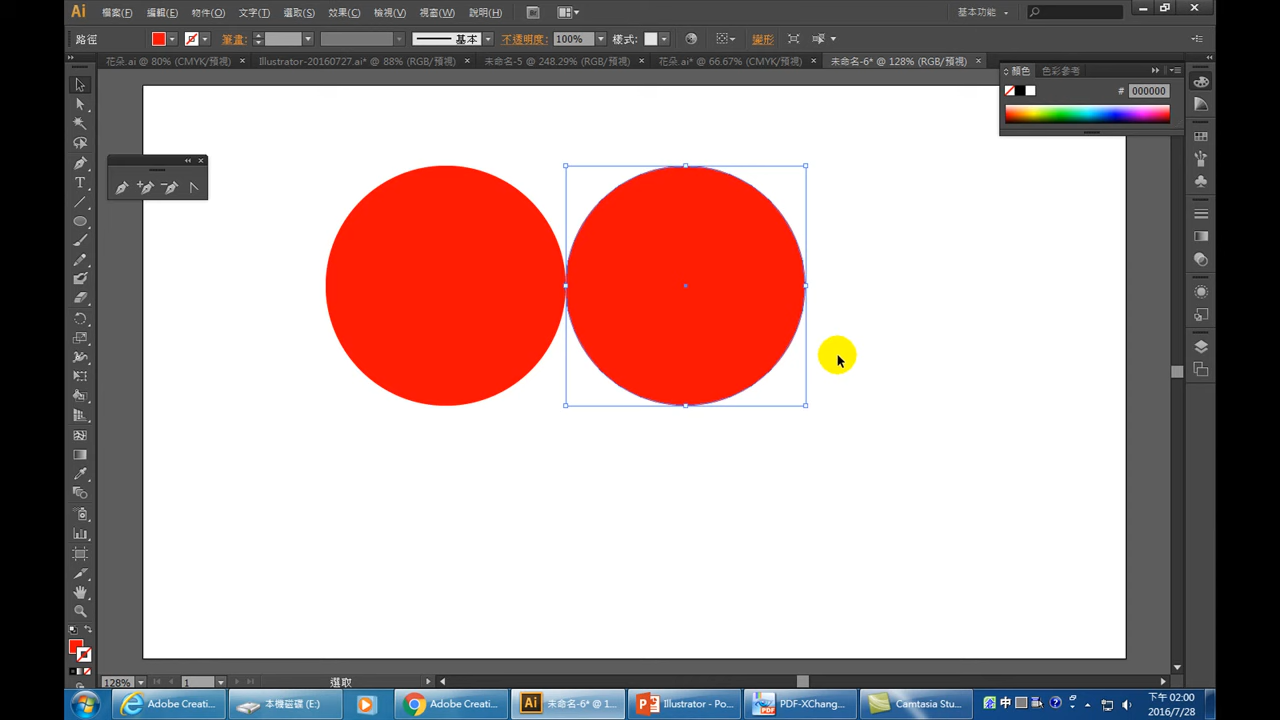 Ai 檔案(F) 編輯(E) 物件(O) 文字(T) 選取(S) 效果(C) 檢視(V) 視窗(W) 說明(H) Br 基本功能
路徑 筆畫: 基本 不透明度: 100% 樣式: 變形
花朵.ai @ 80% (CMYK/預視) × Illustrator-20160727.ai* @ 88% (RGB/預視) × 未命名-5 @ 248.29% (RGB/預視) × 花朵.ai* @ 66.67% (CMYK/預視) × 未命名-6* @ 128% (RGB/預視) ×
顏色 色彩參考
# 000000
T
128% 1 選取
Adobe Creati... 本機磁碟 (E:) Adobe Creati... Ai 未命名-6* @ 1... Illustrator - Po... PDF-XChang... Camtasia Stu... 中 下午 02:00
2016/7/28